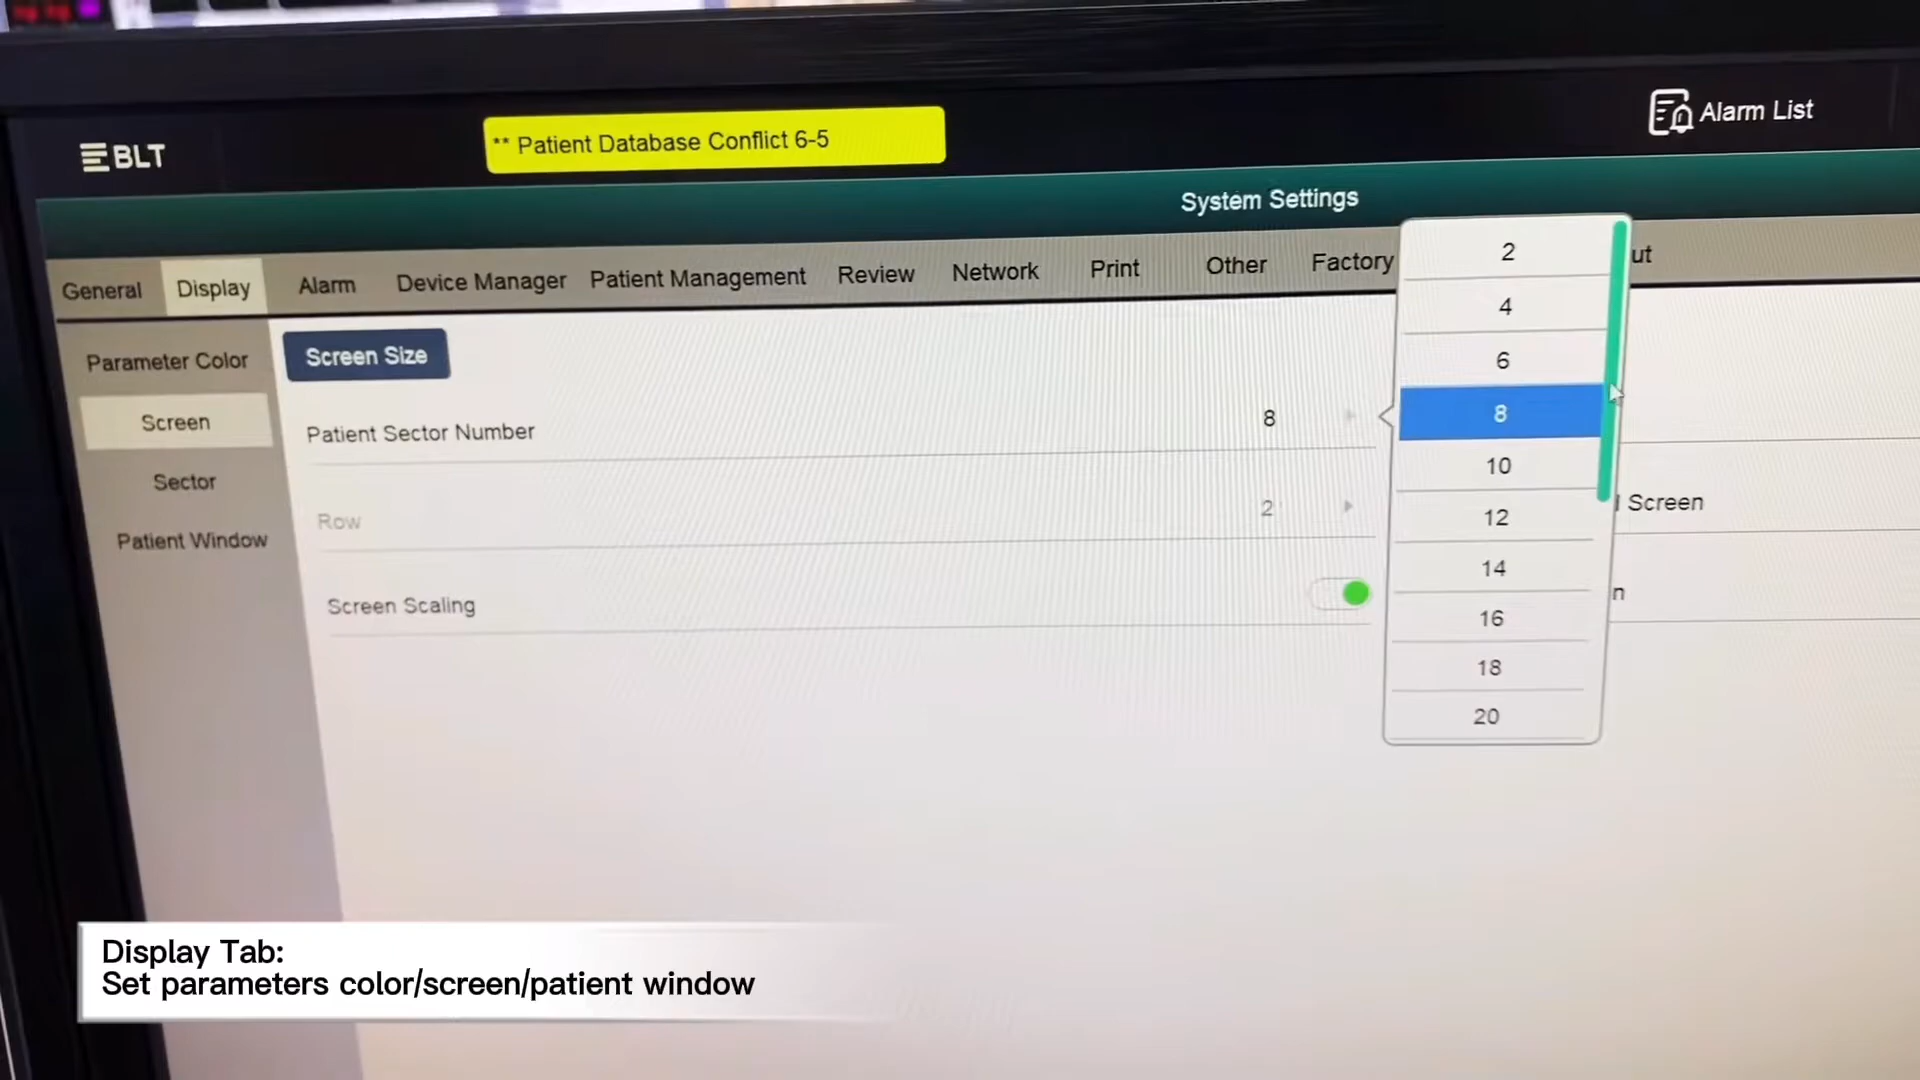 BLT
** Patient Database Conflict 6-5
Alarm List
System Settings
General
Display
Alarm
Device Manager
Patient Management
Review
Network
Print
Other
Factory
ut
Parameter Color
Screen
Sector
Patient Window
Screen Size
Patient Sector Number
8
Row
2
Screen Scaling
2
4
6
8
10
12
14
16
18
20
Screen
n
Display Tab:
Set parameters color/screen/patient window